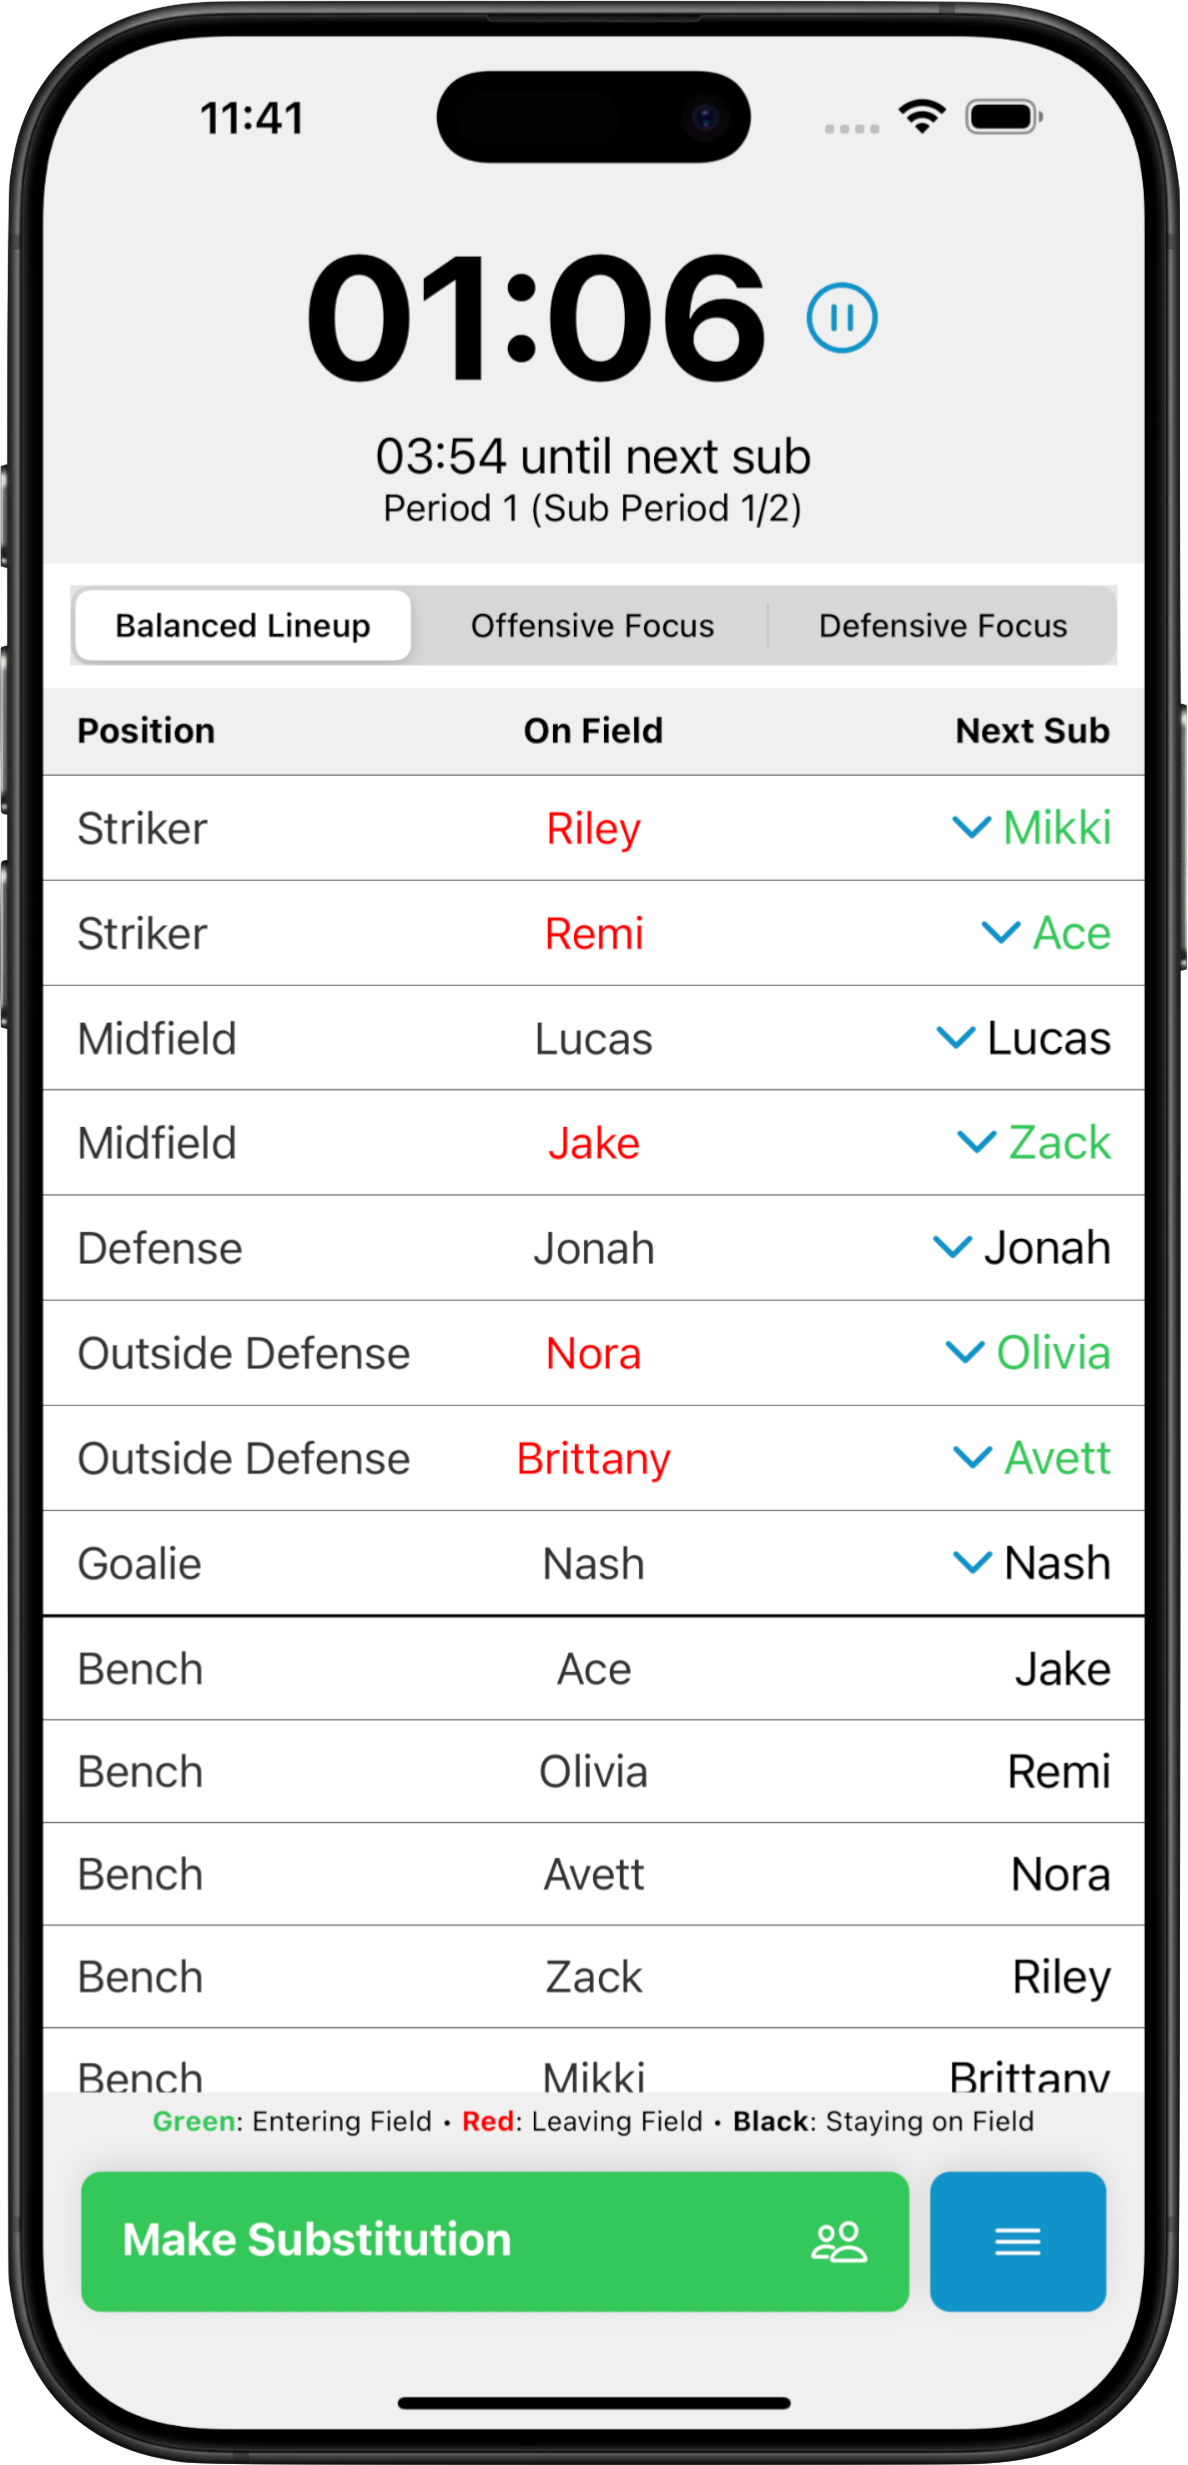 11:41
01:06
03:54 until next sub
Period 1 (Sub Period 1/2)
Balanced Lineup Offensive Focus Defensive Focus
Position On Field Next Sub
Striker Riley Mikki
Striker Remi Ace
Midfield Lucas Lucas
Midfield Jake Zack
Defense Jonah Jonah
Outside Defense Nora Olivia
Outside Defense Brittany Avett
Goalie Nash Nash
Bench Ace Jake
Bench Olivia Remi
Bench Avett Nora
Bench Zack Riley
Bench Mikki Brittany
Green: Entering Field • Red: Leaving Field • Black: Staying on Field
Make Substitution